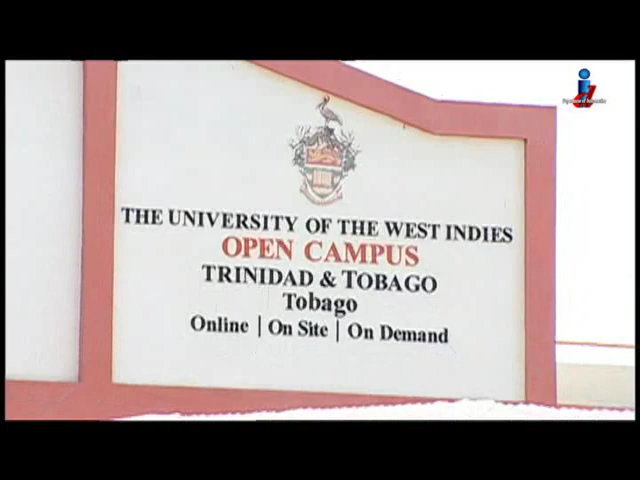 THE UNIVERSITY OF THE WEST INDIES
OPEN CAMPUS
TRINIDAD & TOBAGO
Tobago
Online | On Site | On Demand